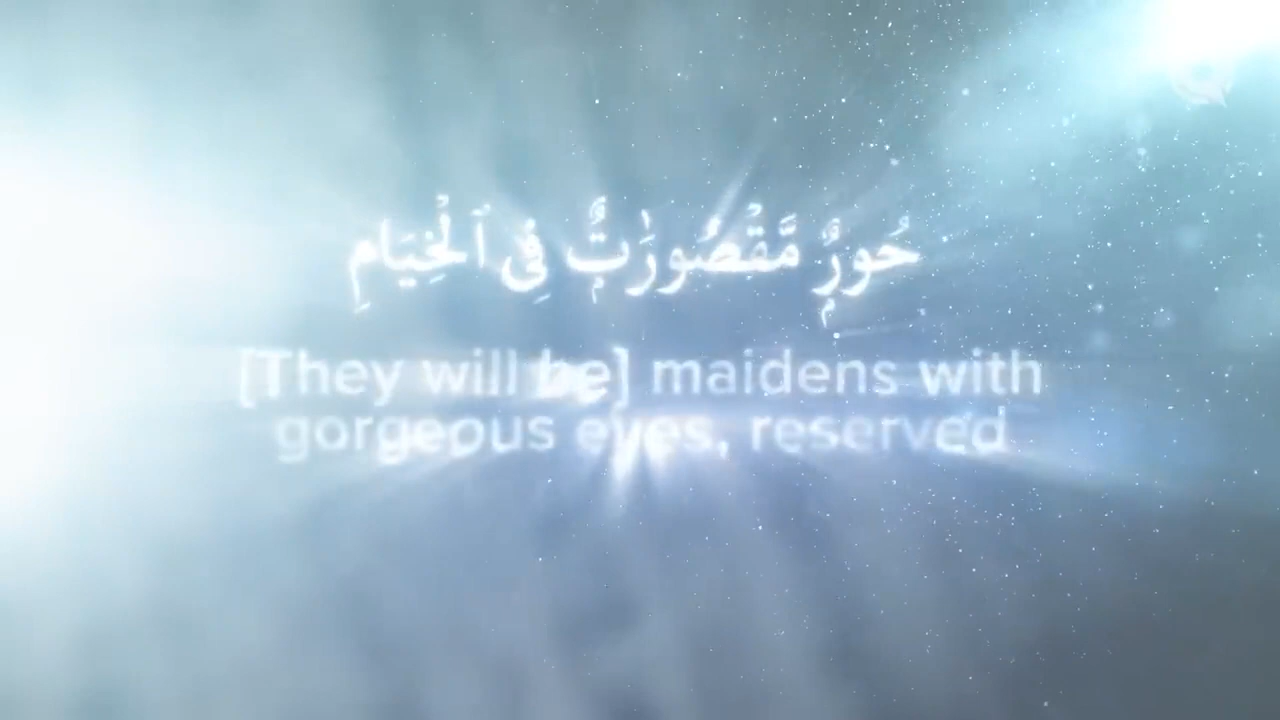 حُورٌۭ مَّقْصُورَٰتٌۭ فِى ٱلْخِيَامِ
[They will be] maidens with
gorgeous eyes, reserved